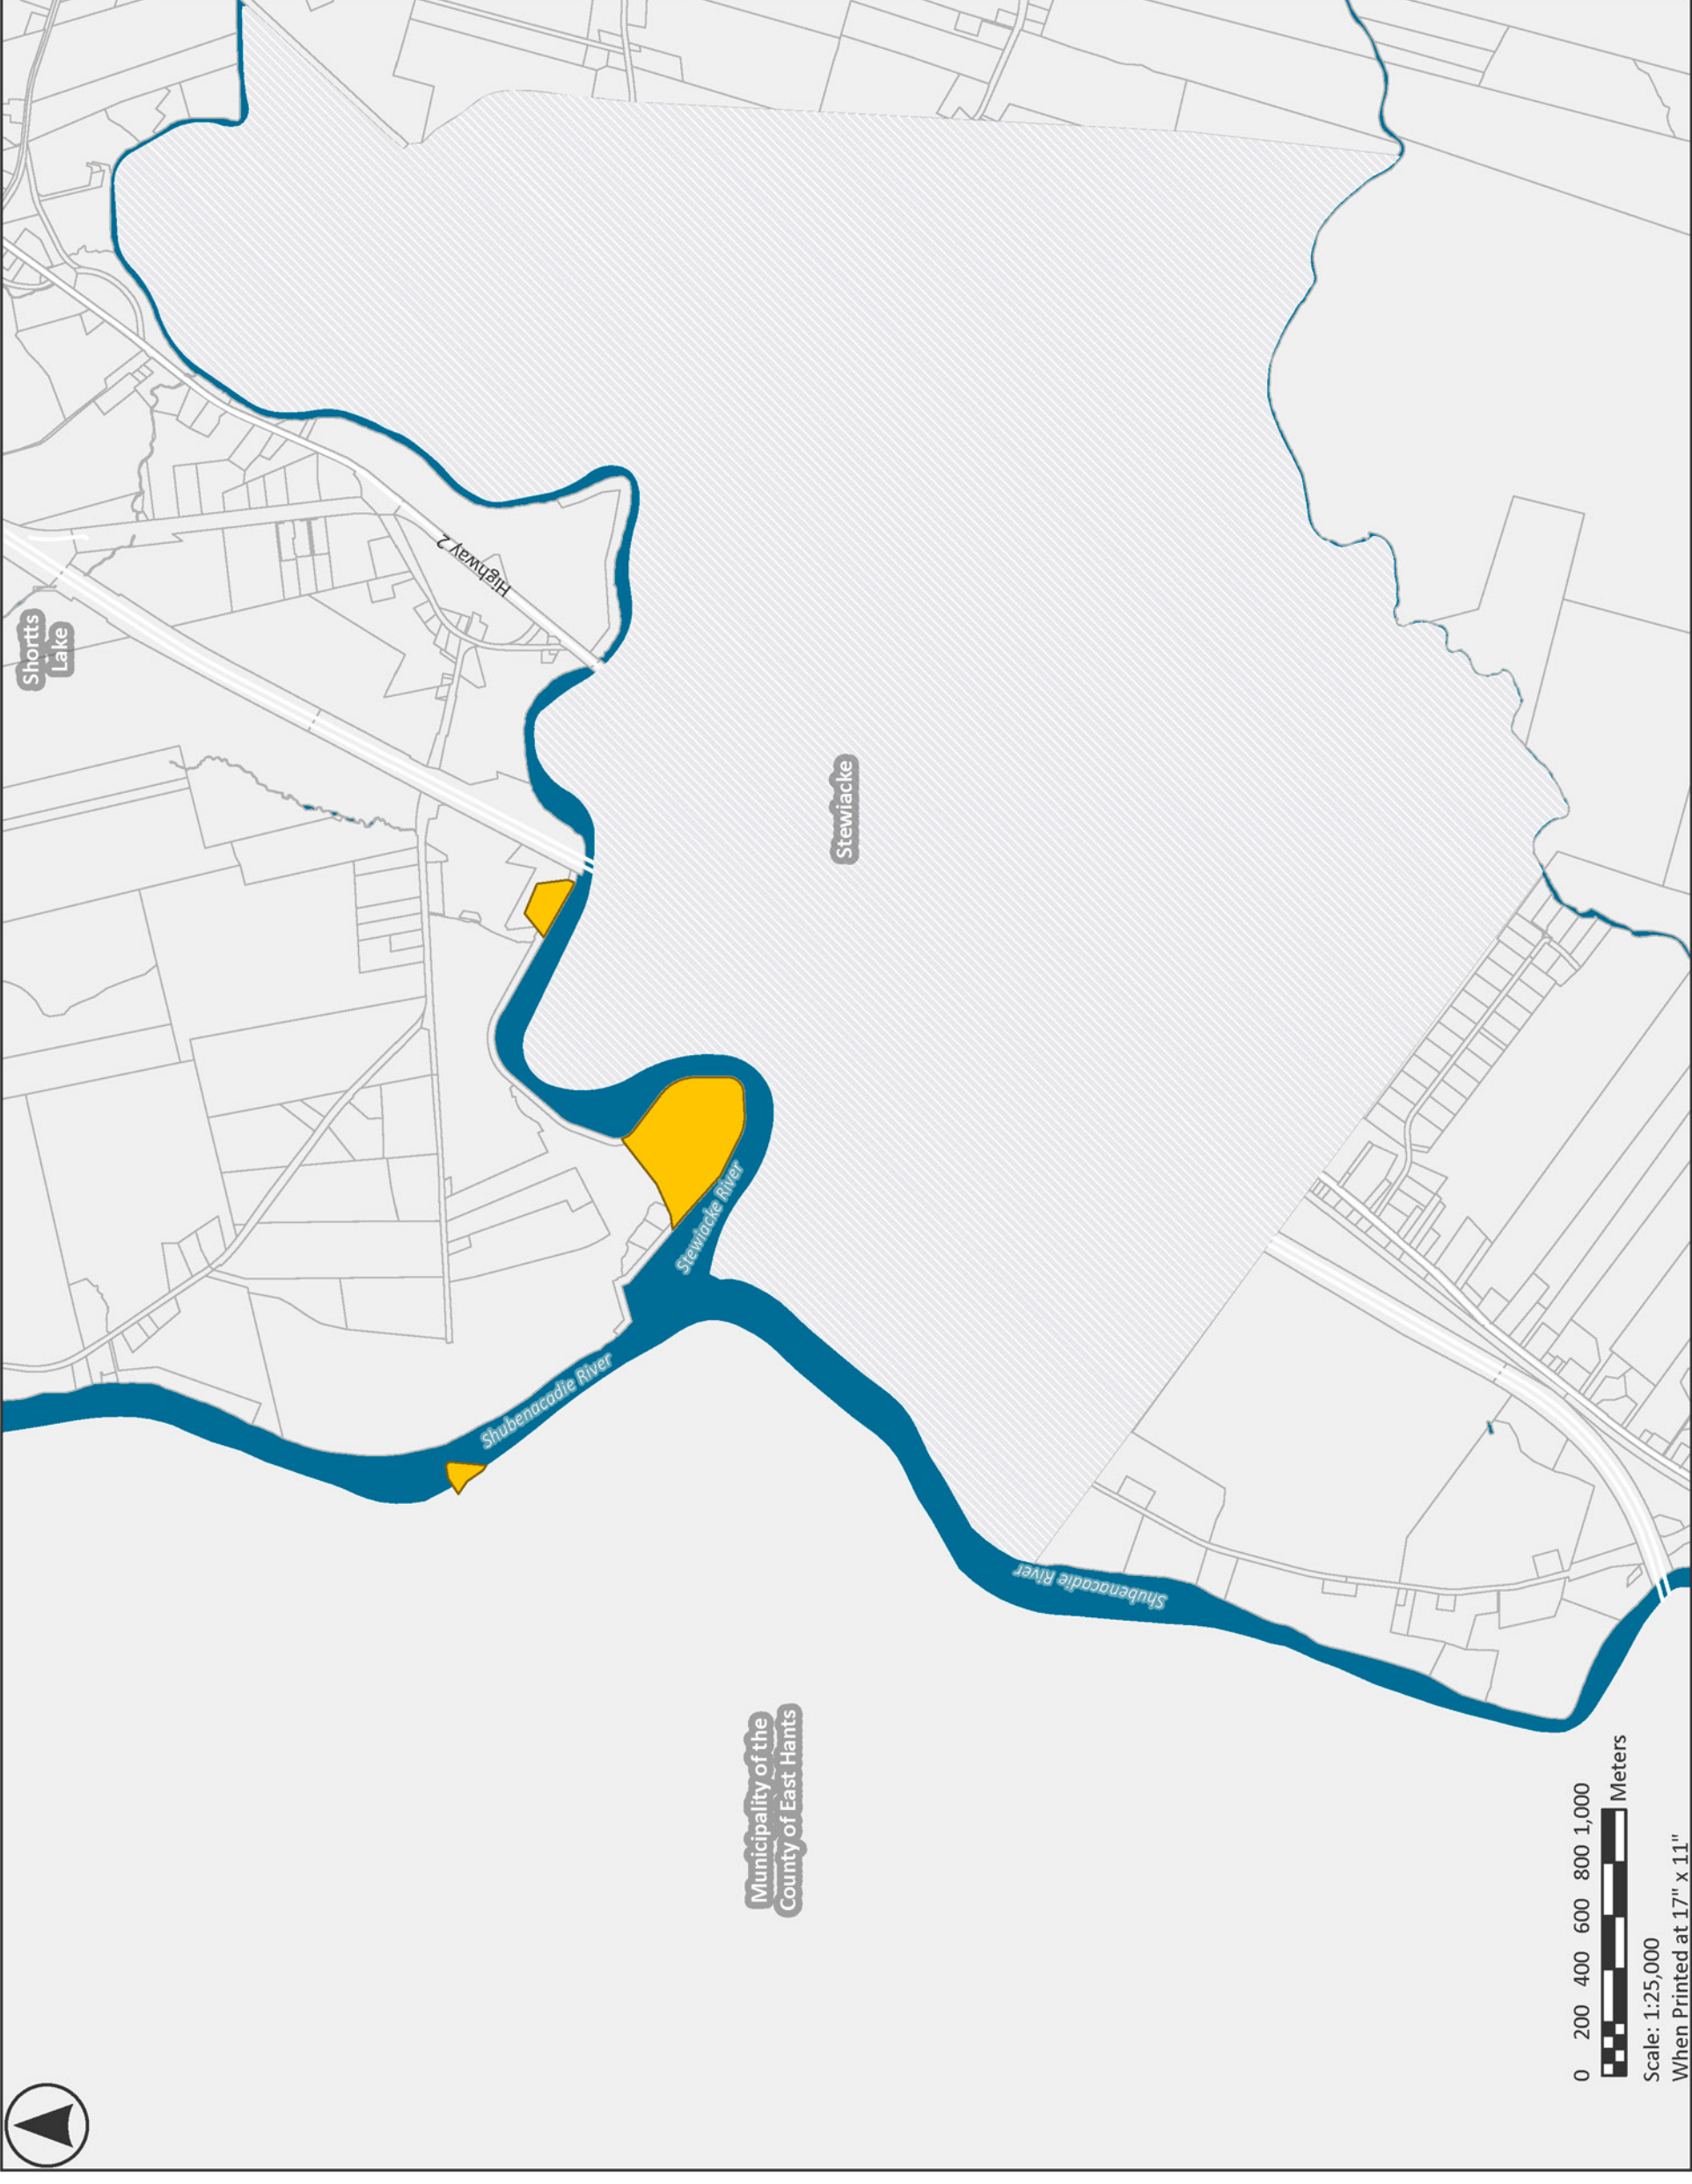 Shortts
Lake
Highway 2
Stewiacke
Stewiacke River
Shubenacadie River
Shubenacadie River
Municipality of the
County of East Hants
0 200 400 600 800 1,000
Meters
Scale: 1:25,000
When Printed at 17" x 11"